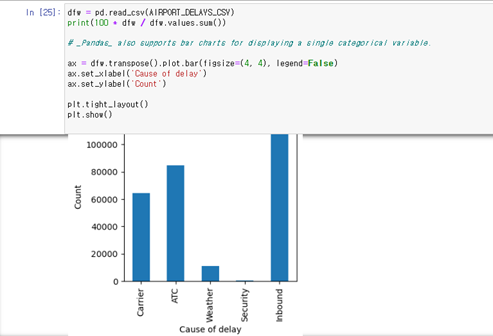 In [25]: dfw = pd.read_csv(AIRPORT_DELAYS_CSV)
print(100 * dfw / dfw.values.sum())
# _Pandas_ also supports bar charts for displaying a single categorical variable.
ax = dfw.transpose().plot.bar(figsize=(4, 4), legend=False)
ax.set_xlabel('Cause of delay')
ax.set_ylabel('Count')
plt.tight_layout()
plt.show()
100000
80000
60000
40000
20000
0
Count
Carrier
ATC
Weather
Security
Inbound
Cause of delay